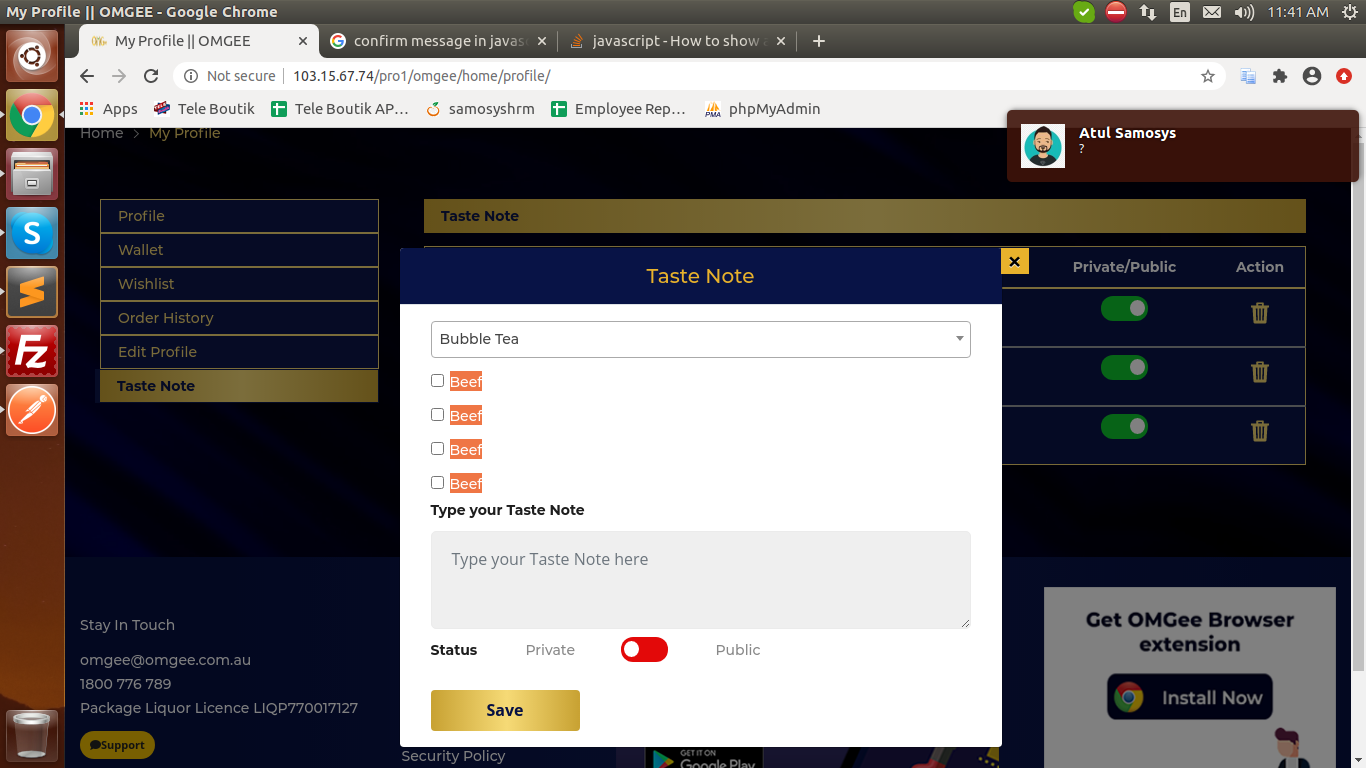 My Profile || OMGEE - Google Chrome
En
11:41 AM
My Profile || OMGEE
confirm message in javas
javascript - How to show a
Not secure
103.15.67.74/pro1/omgee/home/profile/
Apps
Tele Boutik
Tele Boutik AP…
samosyshrm
Employee Rep…
PMA
phpMyAdmin
Home
My Profile
Atul Samosys
?
Profile
Wallet
Wishlist
Order History
Edit Profile
Taste Note
Taste Note
Private/Public
Action
Taste Note
Bubble Tea
Beef
Beef
Beef
Beef
Type your Taste Note
Type your Taste Note here
Status
Private
Public
Save
Stay In Touch
omgee@omgee.com.au
1800 776 789
Package Liquor Licence LIQP770017127
Support
Security Policy
GET IT ON
Google Play
Get OMGee Browser
extension
Install Now